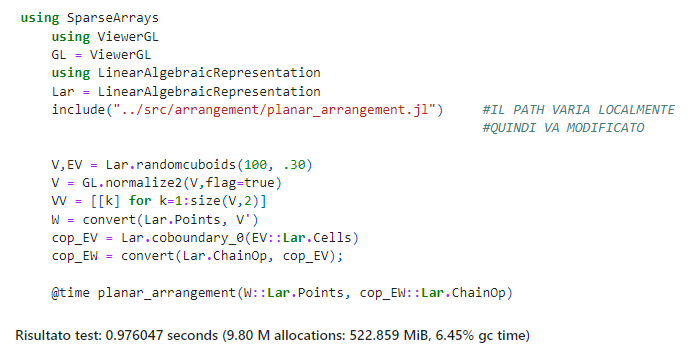 using SparseArrays
using ViewerGL
GL = ViewerGL
using LinearAlgebraicRepresentation
Lar = LinearAlgebraicRepresentation
include("../src/arrangement/planar_arrangement.jl") #IL PATH VARIA LOCALMENTE
#QUINDI VA MODIFICATO
V,EV = Lar.randomcuboids(100, .30)
V = GL.normalize2(V,flag=true)
VV = [[k] for k=1:size(V,2)]
W = convert(Lar.Points, V')
cop_EV = Lar.coboundary_0(EV::Lar.Cells)
cop_EW = convert(Lar.ChainOp, cop_EV);
@time planar_arrangement(W::Lar.Points, cop_EW::Lar.ChainOp)
Risultato test: 0.976047 seconds (9.80 M allocations: 522.859 MiB, 6.45% gc time)